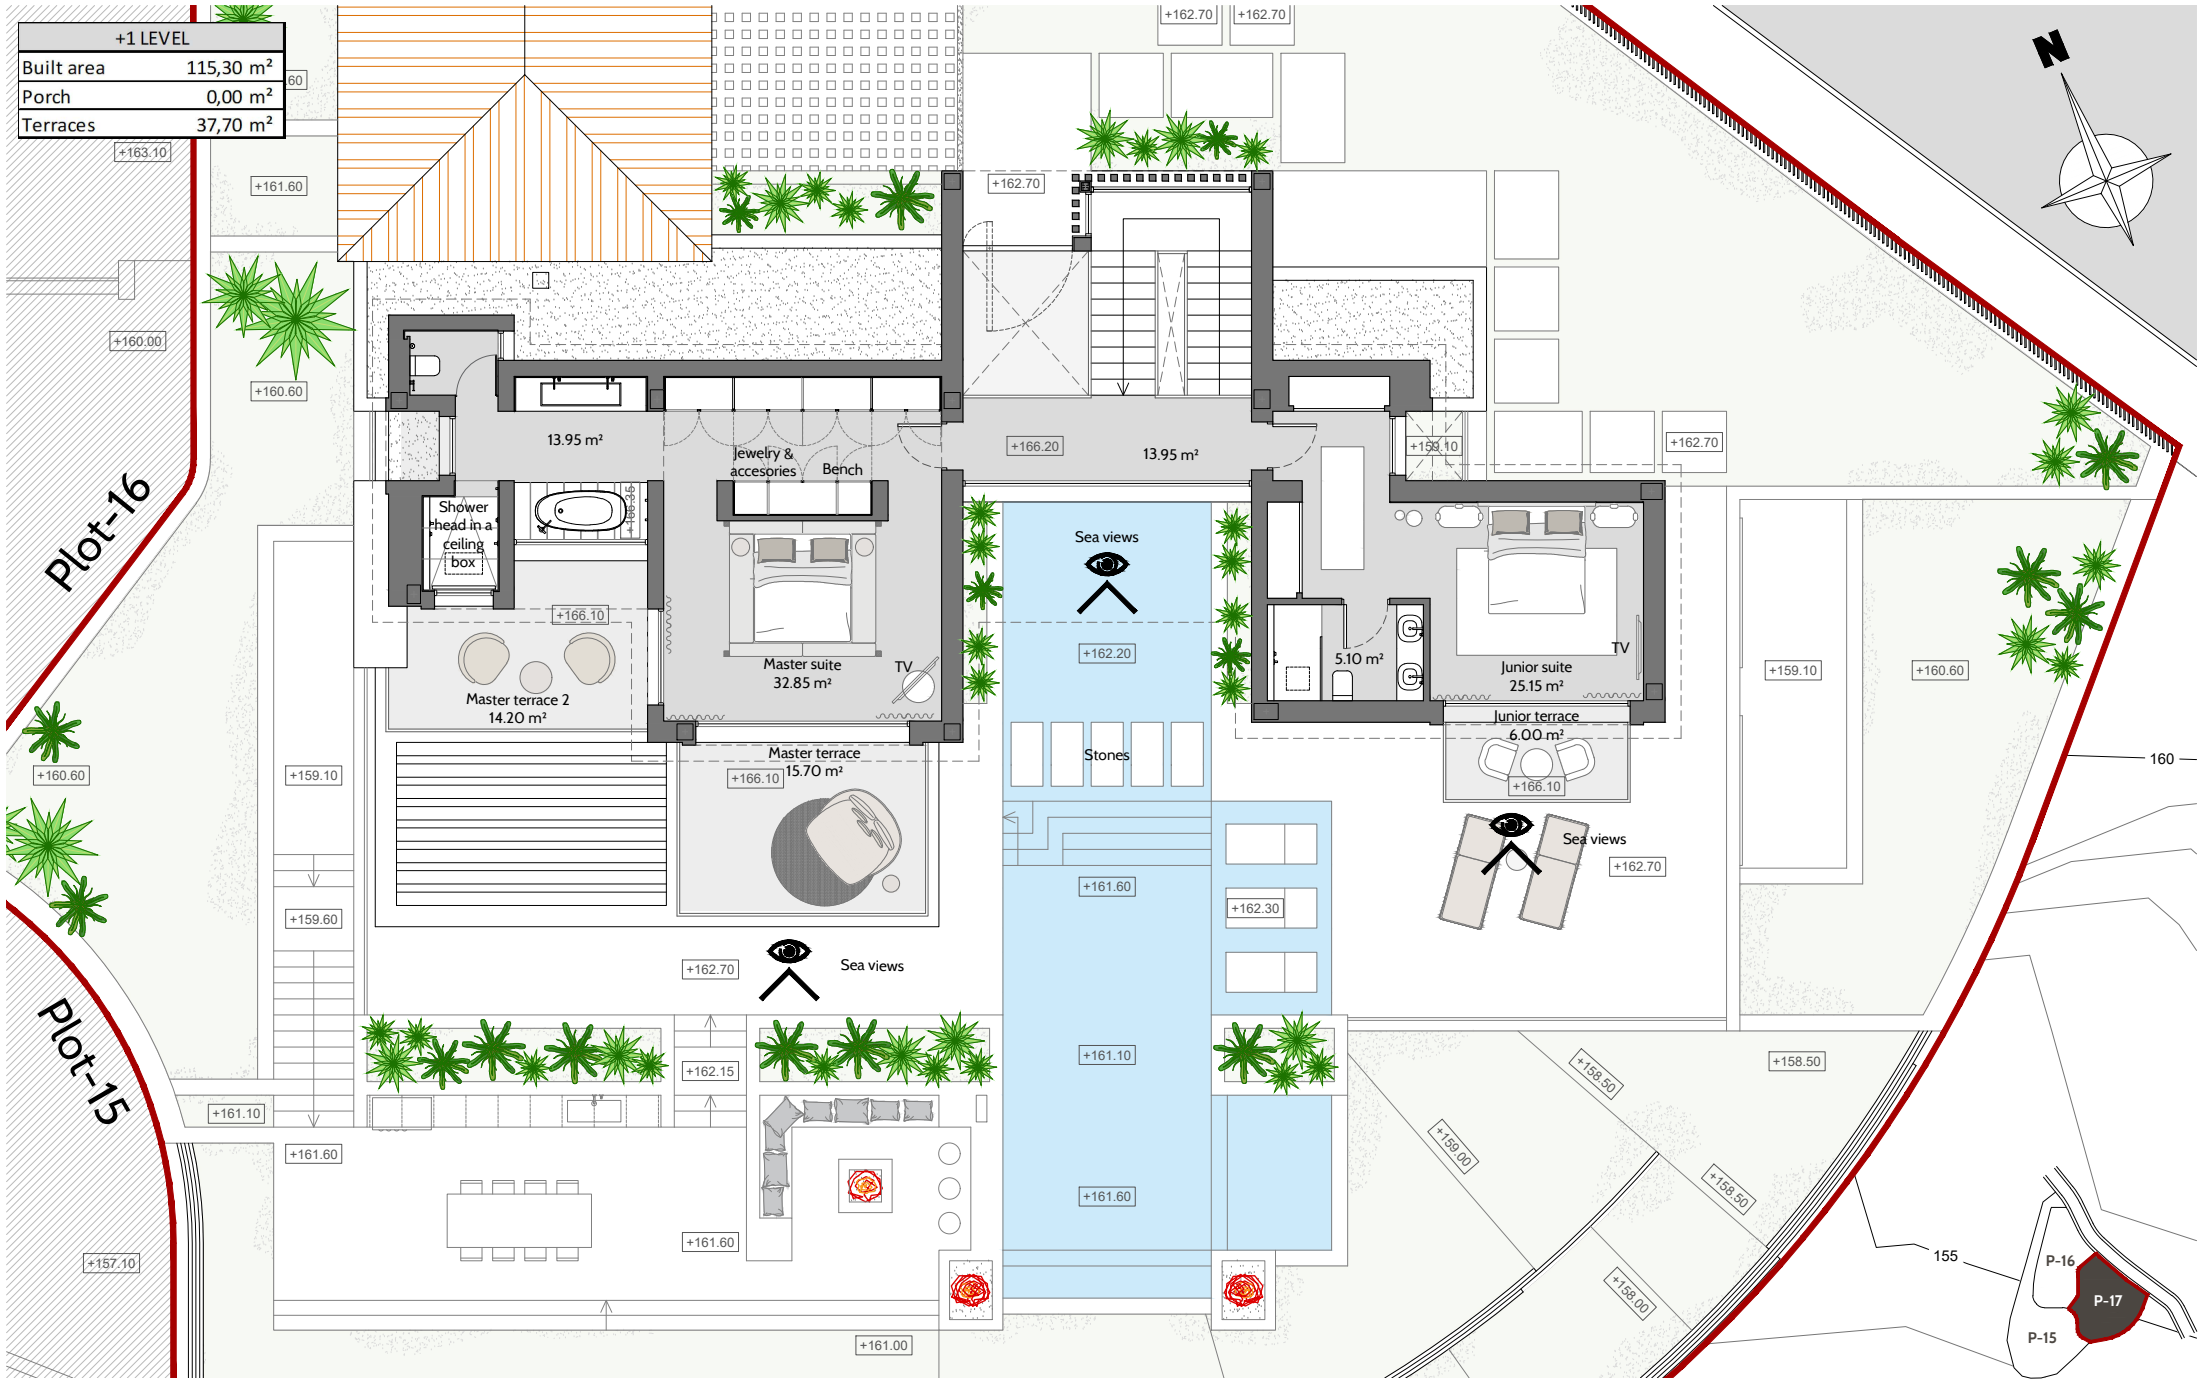 +1 LEVEL
Built area 115,30 m²
Porch 0,00 m²
Terraces 37,70 m²
+162.70 +162.70
N
60
+163.10
+161.60
+162.70
+160.00
+160.60
13.95 m²
+166.20
13.95 m²
+159.10
+162.70
Jewelry &
accesories
Bench
Plot-16
Shower
head in a
ceiling
box
+166.35
Sea views
+166.10
+162.20
Master suite
32.85 m²
TV
5.10 m²
TV
Junior suite
25.15 m²
+159.10
+160.60
Master terrace 2
14.20 m²
Junior terrace
6.00 m²
Master terrace
15.70 m²
+166.10
Stones
+166.10
160
+160.60
+159.10
Sea views
+162.70
+161.60
+162.30
+159.60
+162.70
Sea views
Plot-15
+161.10
+158.50
+158.50
+162.15
+161.10
+161.60
+159.00
+158.50
+161.60
+161.60
+157.10
+158.00
155
P-16
P-17
P-15
+161.00